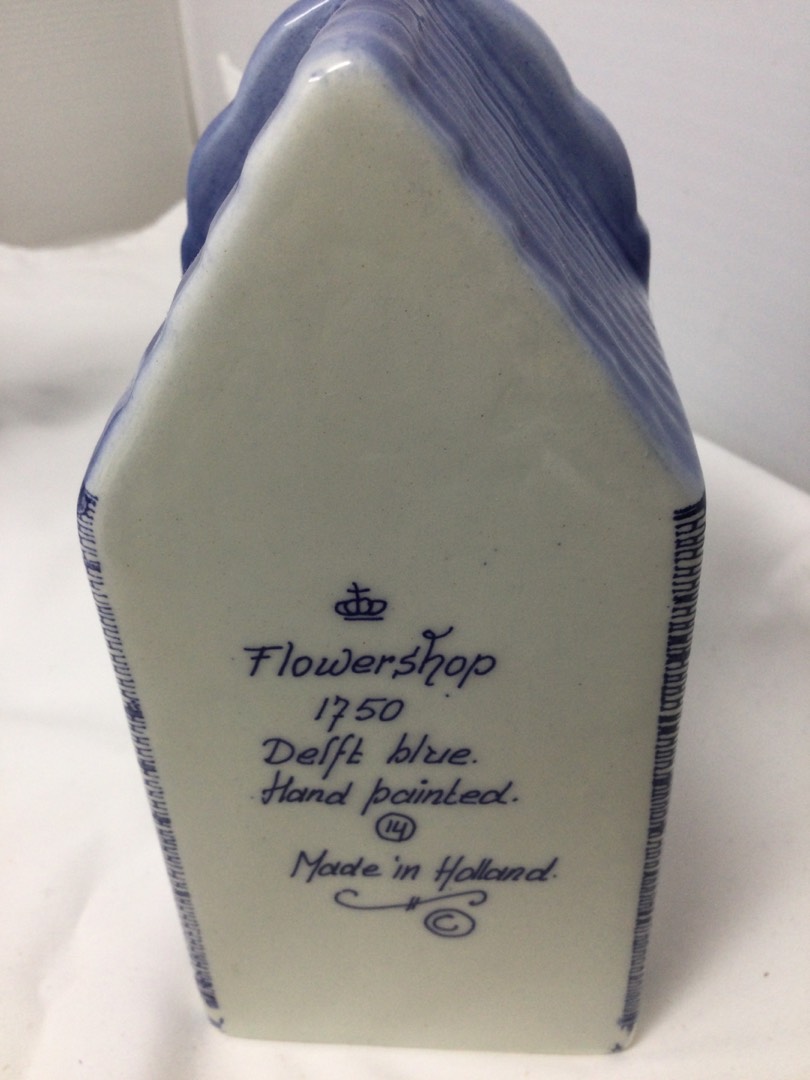 Flowershop
1750
Delft blue.
Hand painted.
14
Made in Holland.
©